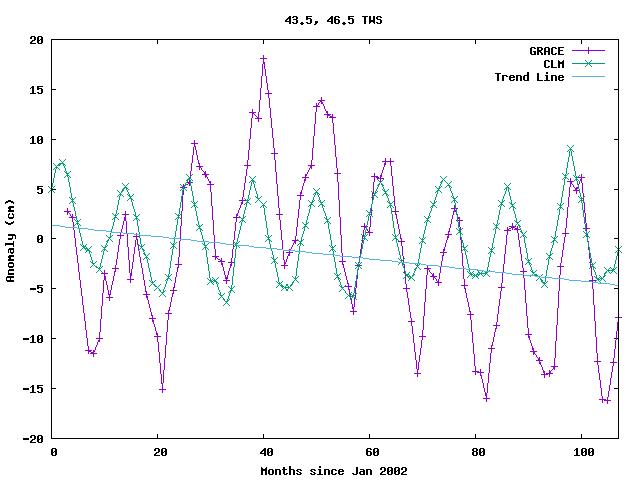 43.5, 46.5 TWS
GRACE
CLM
Trend Line
20
15
10
5
0
-5
-10
-15
-20
Anomaly (cm)
0 20 40 60 80 100
Months since Jan 2002